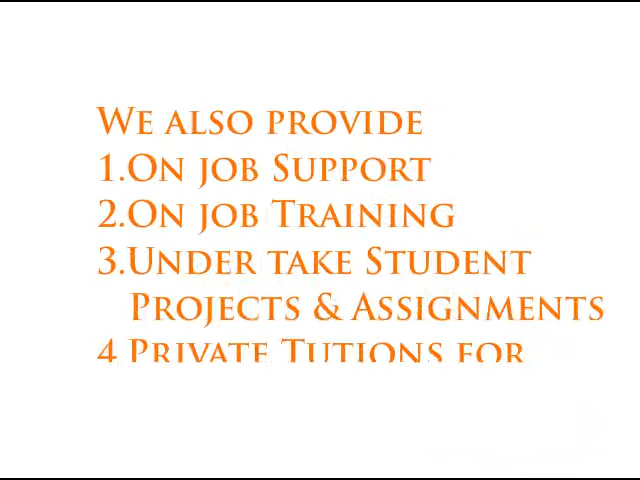 We also provide
1.On job Support
2.On job Training
3.Under take Student
Projects & Assignments
4 Private Tutions for